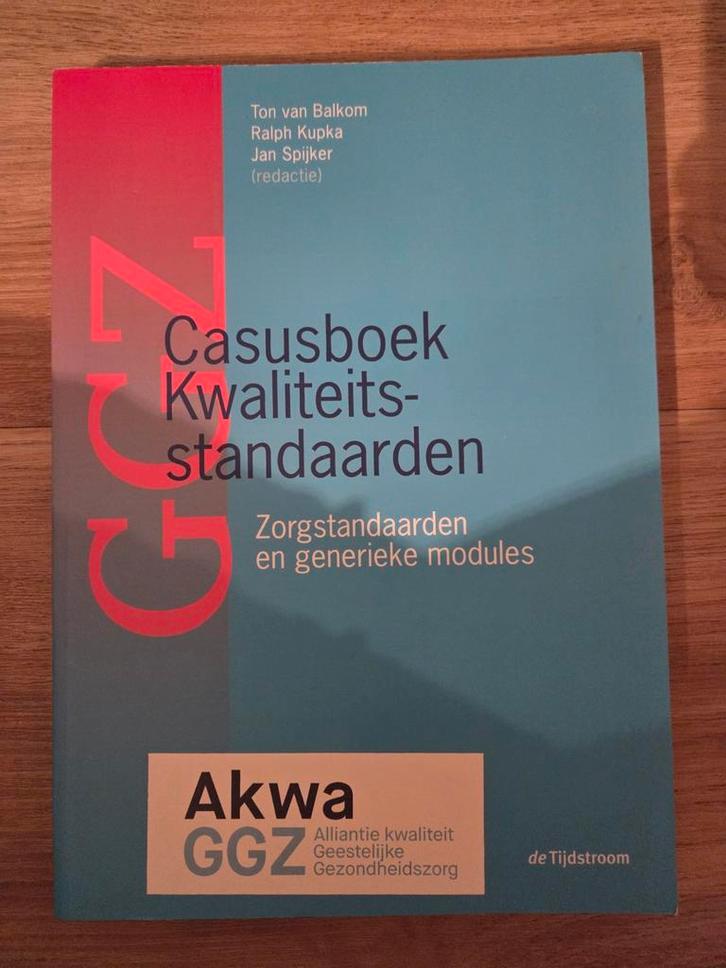 Ton van Balkom
Ralph Kupka
Jan Spijker
(redactie)
GGZ
Casusboek
Kwaliteits-
standaarden
Zorgstandaarden
en generieke modules
Akwa
GGZ
Alliantie kwaliteit
Geestelijke
Gezondheidszorg
de Tijdstroom